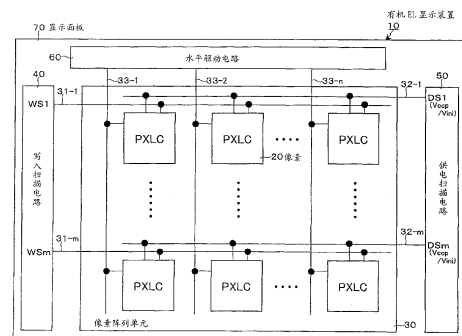 有机EL显示装置
70 显示面板
10
60
水平驱动电路
40
33-1
33-2
33-n
50
31-1
32-1
WS1
DS1
(Vccp
/Vini)
PXLC
PXLC
PXLC
20 像素
写入扫描电路
供电扫描电路
31-m
32-m
WSm
DSm
(Vccp
/Vini)
PXLC
PXLC
PXLC
像素阵列单元
30